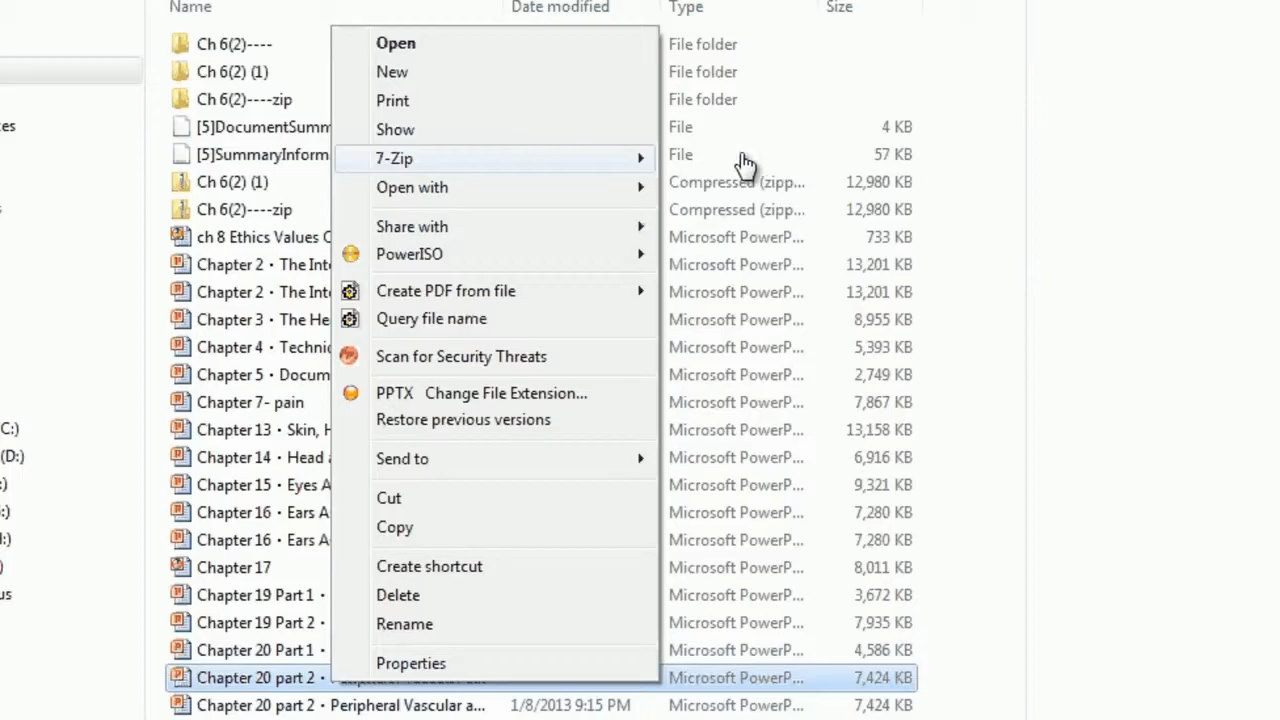 Name Date modified Type Size
Ch 6(2)---- File folder
Ch 6(2) (1) File folder
Ch 6(2)----zip File folder
[5]DocumentSumm File 4 KB
[5]SummaryInform File 57 KB
Ch 6(2) (1) Compressed (zipp... 12,980 KB
Ch 6(2)----zip Compressed (zipp... 12,980 KB
ch 8 Ethics Values C Microsoft PowerP... 733 KB
Chapter 2 • The Inte Microsoft PowerP... 13,201 KB
Chapter 2 • The Inte Microsoft PowerP... 13,201 KB
Chapter 3 • The He Microsoft PowerP... 8,955 KB
Chapter 4 • Technic Microsoft PowerP... 5,393 KB
Chapter 5 • Docum Microsoft PowerP... 2,749 KB
Chapter 7- pain Microsoft PowerP... 7,867 KB
Chapter 13 • Skin, H Microsoft PowerP... 13,158 KB
Chapter 14 • Head a Microsoft PowerP... 6,916 KB
Chapter 15 • Eyes A Microsoft PowerP... 9,321 KB
Chapter 16 • Ears A Microsoft PowerP... 7,280 KB
Chapter 16 • Ears A Microsoft PowerP... 7,280 KB
Chapter 17 Microsoft PowerP... 8,011 KB
Chapter 19 Part 1 • Microsoft PowerP... 3,672 KB
Chapter 19 Part 2 • Microsoft PowerP... 7,935 KB
Chapter 20 Part 1 • Microsoft PowerP... 4,586 KB
Chapter 20 part 2 • Microsoft PowerP... 7,424 KB
Chapter 20 part 2 • Peripheral Vascular a... 1/8/2013 9:15 PM Microsoft PowerP... 7,424 KB
Open
New
Print
Show
7-Zip
Open with
Share with
PowerISO
Create PDF from file
Query file name
Scan for Security Threats
PPTX Change File Extension...
Restore previous versions
Send to
Cut
Copy
Create shortcut
Delete
Rename
Properties
es
C:)
(D:)
:)
:)
I:)
)
us